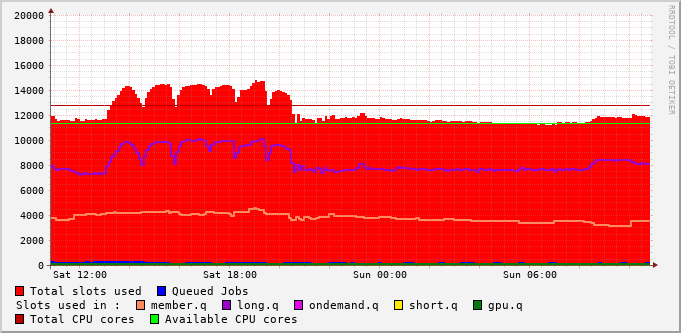 20000
18000
16000
14000
12000
10000
8000
6000
4000
2000
0
Sat 12:00 Sat 18:00 Sun 00:00 Sun 06:00
RRDTOOL / TOBI OETIKER
Total slots used Queued Jobs
Slots used in : member.q long.q ondemand.q short.q gpu.q
Total CPU cores Available CPU cores